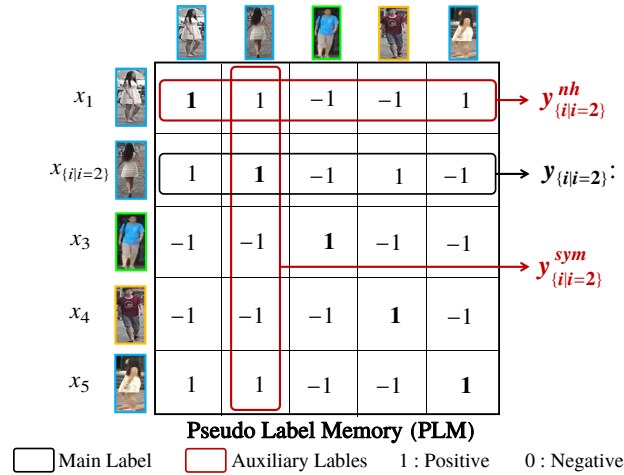 x₁ 1 1 −1 −1 1 y^{nh}_{{i|i=2}}
x_{{i|i=2}} 1 1 −1 1 −1 y_{{i|i=2}}:
x₃ −1 −1 1 −1 −1
y^{sym}_{{i|i=2}}
x₄ −1 −1 −1 1 −1
x₅ 1 1 −1 −1 1
Pseudo Label Memory (PLM)
Main Label Auxiliary Lables 1 : Positive 0 : Negative